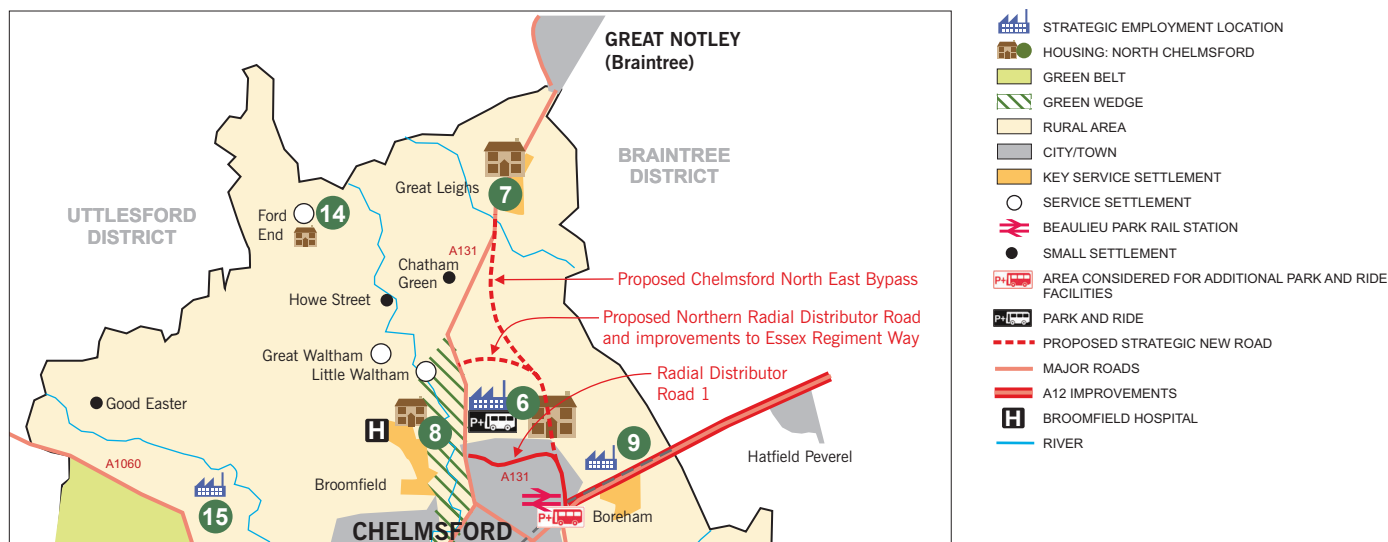 GREAT NOTLEY
(Braintree)
BRAINTREE
DISTRICT
UTTLESFORD
DISTRICT
Great Leighs
7
Ford
End
14
A131
Chatham
Green
Howe Street
Proposed Chelmsford North East Bypass
Proposed Northern Radial Distributor Road
and improvements to Essex Regiment Way
Great Waltham
Little Waltham
Radial Distributor
Road 1
Good Easter
6
P+
H
8
9
Hatfield Peverel
A1060
A131
Broomfield
15
P+
Boreham
CHELMSFORD
STRATEGIC EMPLOYMENT LOCATION
HOUSING: NORTH CHELMSFORD
GREEN BELT
GREEN WEDGE
RURAL AREA
CITY/TOWN
KEY SERVICE SETTLEMENT
SERVICE SETTLEMENT
BEAULIEU PARK RAIL STATION
SMALL SETTLEMENT
P+
AREA CONSIDERED FOR ADDITIONAL PARK AND RIDE
FACILITIES
P+
PARK AND RIDE
PROPOSED STRATEGIC NEW ROAD
MAJOR ROADS
A12 IMPROVEMENTS
H
BROOMFIELD HOSPITAL
RIVER